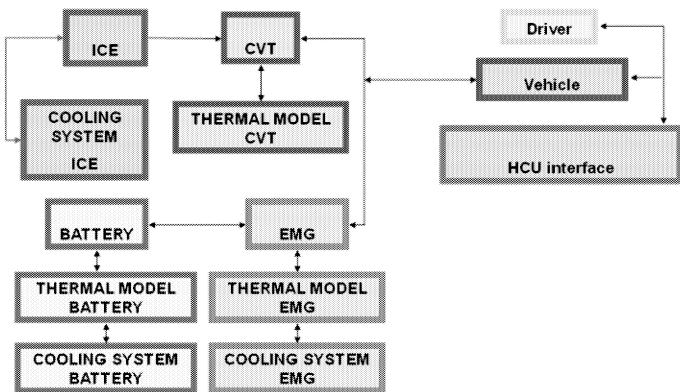 Driver
ICE
CVT
Vehicle
COOLING
SYSTEM
ICE
THERMAL MODEL
CVT
HCU interface
BATTERY
EMG
THERMAL MODEL
BATTERY
THERMAL MODEL
EMG
COOLING SYSTEM
BATTERY
COOLING SYSTEM
EMG